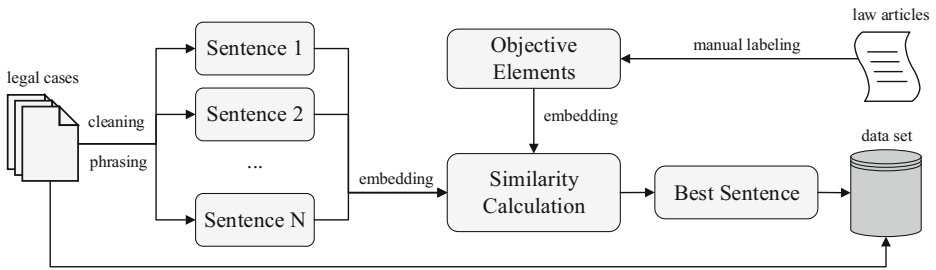 legal cases
cleaning
phrasing
Sentence 1
Sentence 2
...
Sentence N
embedding
Objective
Elements
manual labeling
law articles
embedding
Similarity
Calculation
Best Sentence
data set